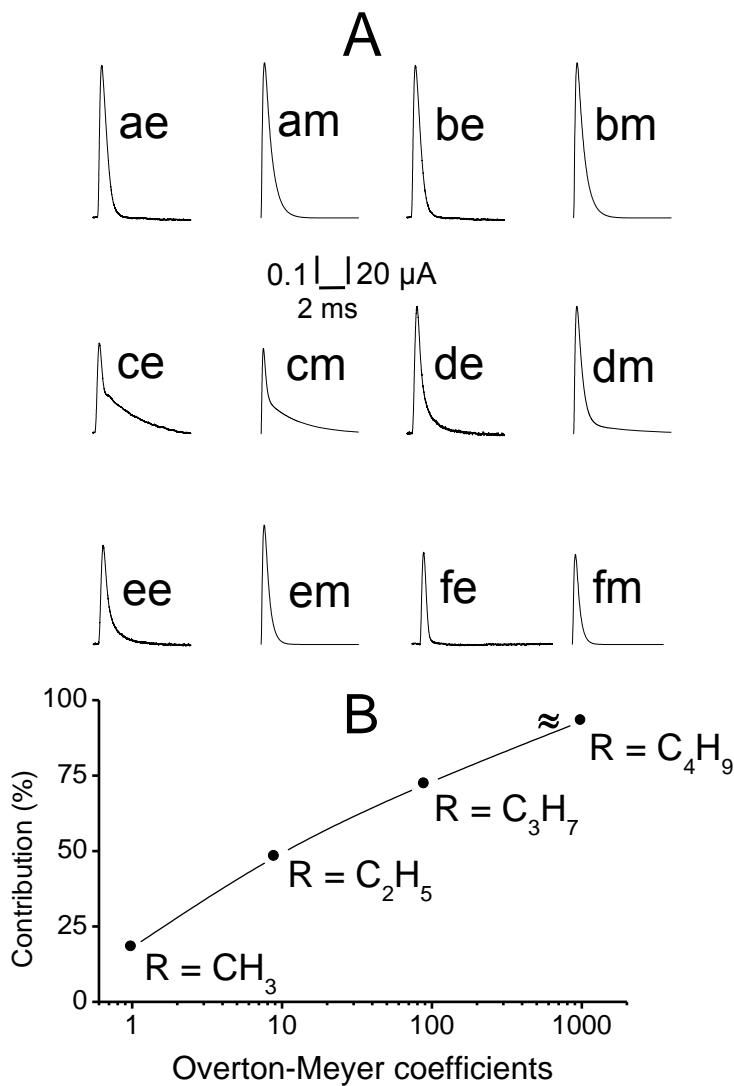 A
ae am be bm
0.1 20 µA
2 ms
ce cm de dm
ee em fe fm
B
100
75
50
25
0
Contribution (%)
≈
R = C₄H₉
R = C₃H₇
R = C₂H₅
R = CH₃
1 10 100 1000
Overton-Meyer coefficients